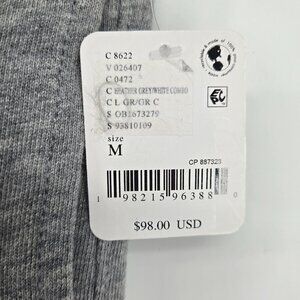 C 8622
V 026407
C 0472
C HEATHER GREY/WHITE COMBO
C L GR/GR C
S OB1673279
S 93810109
size
M
CP 887323
1 98215 96388 0
$98.00 USD